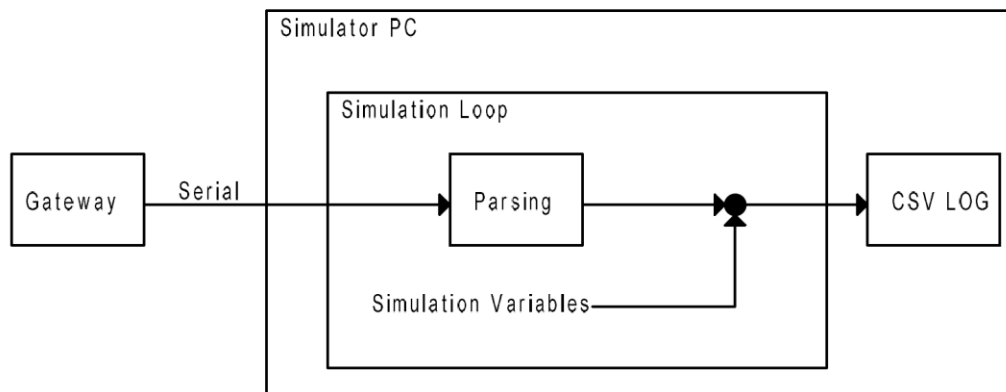 Simulator PC
Simulation Loop
Gateway
Serial
Parsing
CSV LOG
Simulation Variables